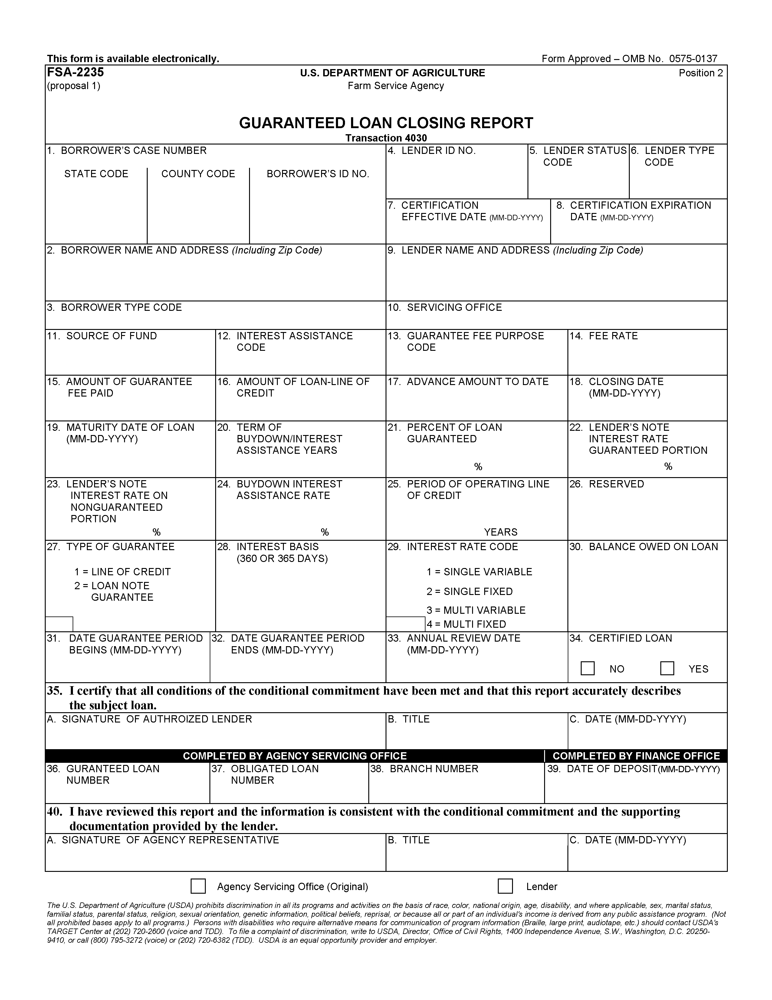 This form is available electronically. Form Approved – OMB No. 0575-0137
FSA-2235 U.S. DEPARTMENT OF AGRICULTURE Position 2
(proposal 1) Farm Service Agency
GUARANTEED LOAN CLOSING REPORT
Transaction 4030
1. BORROWER’S CASE NUMBER
STATE CODE COUNTY CODE BORROWER’S ID NO.
4. LENDER ID NO.
5. LENDER STATUS
CODE
6. LENDER TYPE
CODE
7. CERTIFICATION
EFFECTIVE DATE (MM-DD-YYYY)
8. CERTIFICATION EXPIRATION
DATE (MM-DD-YYYY)
2. BORROWER NAME AND ADDRESS (Including Zip Code)
9. LENDER NAME AND ADDRESS (Including Zip Code)
3. BORROWER TYPE CODE
10. SERVICING OFFICE
11. SOURCE OF FUND
12. INTEREST ASSISTANCE
CODE
13. GUARANTEE FEE PURPOSE
CODE
14. FEE RATE
15. AMOUNT OF GUARANTEE
FEE PAID
16. AMOUNT OF LOAN-LINE OF
CREDIT
17. ADVANCE AMOUNT TO DATE
18. CLOSING DATE
(MM-DD-YYYY)
19. MATURITY DATE OF LOAN
(MM-DD-YYYY)
20. TERM OF
BUYDOWN/INTEREST
ASSISTANCE YEARS
21. PERCENT OF LOAN
GUARANTEED
%
22. LENDER’S NOTE
INTEREST RATE
GUARANTEED PORTION
%
23. LENDER’S NOTE
INTEREST RATE ON
NONGUARANTEED
PORTION
%
24. BUYDOWN INTEREST
ASSISTANCE RATE
%
25. PERIOD OF OPERATING LINE
OF CREDIT
YEARS
26. RESERVED
27. TYPE OF GUARANTEE
1 = LINE OF CREDIT
2 = LOAN NOTE
GUARANTEE
28. INTEREST BASIS
(360 OR 365 DAYS)
29. INTEREST RATE CODE
1 = SINGLE VARIABLE
2 = SINGLE FIXED
3 = MULTI VARIABLE
4 = MULTI FIXED
30. BALANCE OWED ON LOAN
31. DATE GUARANTEE PERIOD
BEGINS (MM-DD-YYYY)
32. DATE GUARANTEE PERIOD
ENDS (MM-DD-YYYY)
33. ANNUAL REVIEW DATE
(MM-DD-YYYY)
34. CERTIFIED LOAN
NO YES
35. I certify that all conditions of the conditional commitment have been met and that this report accurately describes
the subject loan.
A. SIGNATURE OF AUTHROIZED LENDER
B. TITLE
C. DATE (MM-DD-YYYY)
COMPLETED BY AGENCY SERVICING OFFICE
COMPLETED BY FINANCE OFFICE
36. GURANTEED LOAN
NUMBER
37. OBLIGATED LOAN
NUMBER
38. BRANCH NUMBER
39. DATE OF DEPOSIT(MM-DD-YYYY)
40. I have reviewed this report and the information is consistent with the conditional commitment and the supporting
documentation provided by the lender.
A. SIGNATURE OF AGENCY REPRESENTATIVE
B. TITLE
C. DATE (MM-DD-YYYY)
Agency Servicing Office (Original) Lender
The U.S. Department of Agriculture (USDA) prohibits discrimination in all its programs and activities on the basis of race, color, national origin, age, disability, and where applicable, sex, marital status,
familial status, parental status, religion, sexual orientation, genetic information, political beliefs, reprisal, or because all or part of an individual's income is derived from any public assistance program. (Not
all prohibited bases apply to all programs.) Persons with disabilities who require alternative means for communication of program information (Braille, large print, audiotape, etc.) should contact USDA's
TARGET Center at (202) 720-2600 (voice and TDD). To file a complaint of discrimination, write to USDA, Director, Office of Civil Rights, 1400 Independence Avenue, S.W., Washington, D.C. 20250-
9410, or call (800) 795-3272 (voice) or (202) 720-6382 (TDD). USDA is an equal opportunity provider and employer.